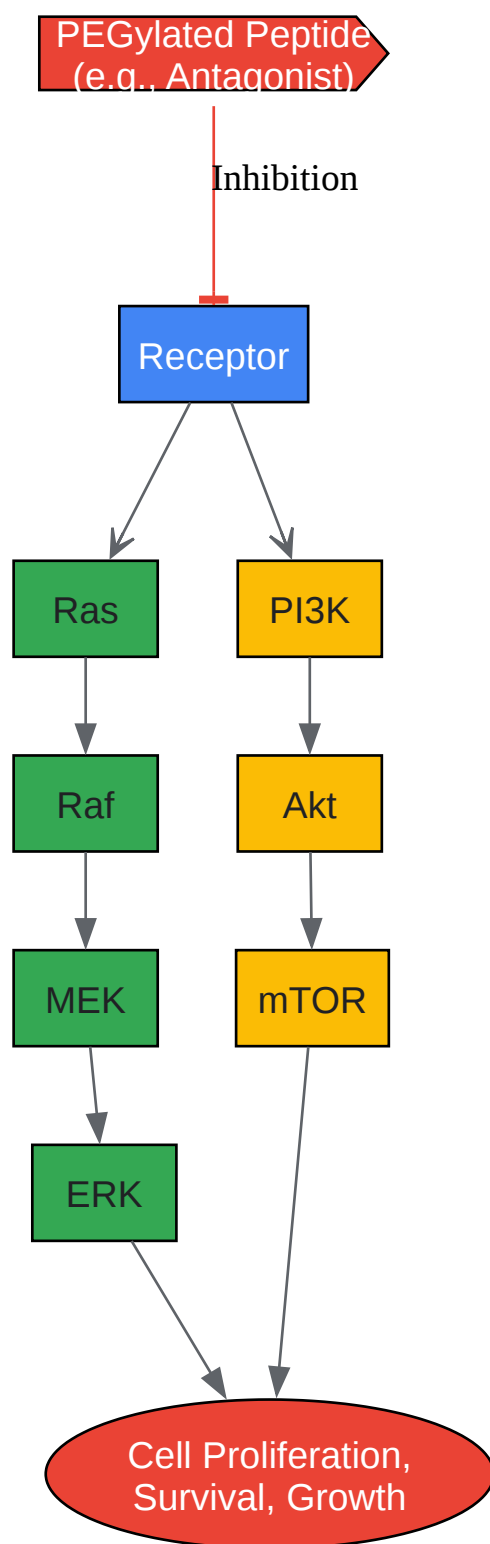 PEGylated Peptide
(e.g., Antagonist)
Inhibition
Receptor
Ras
PI3K
Raf
Akt
MEK
mTOR
ERK
Cell Proliferation,
Survival, Growth